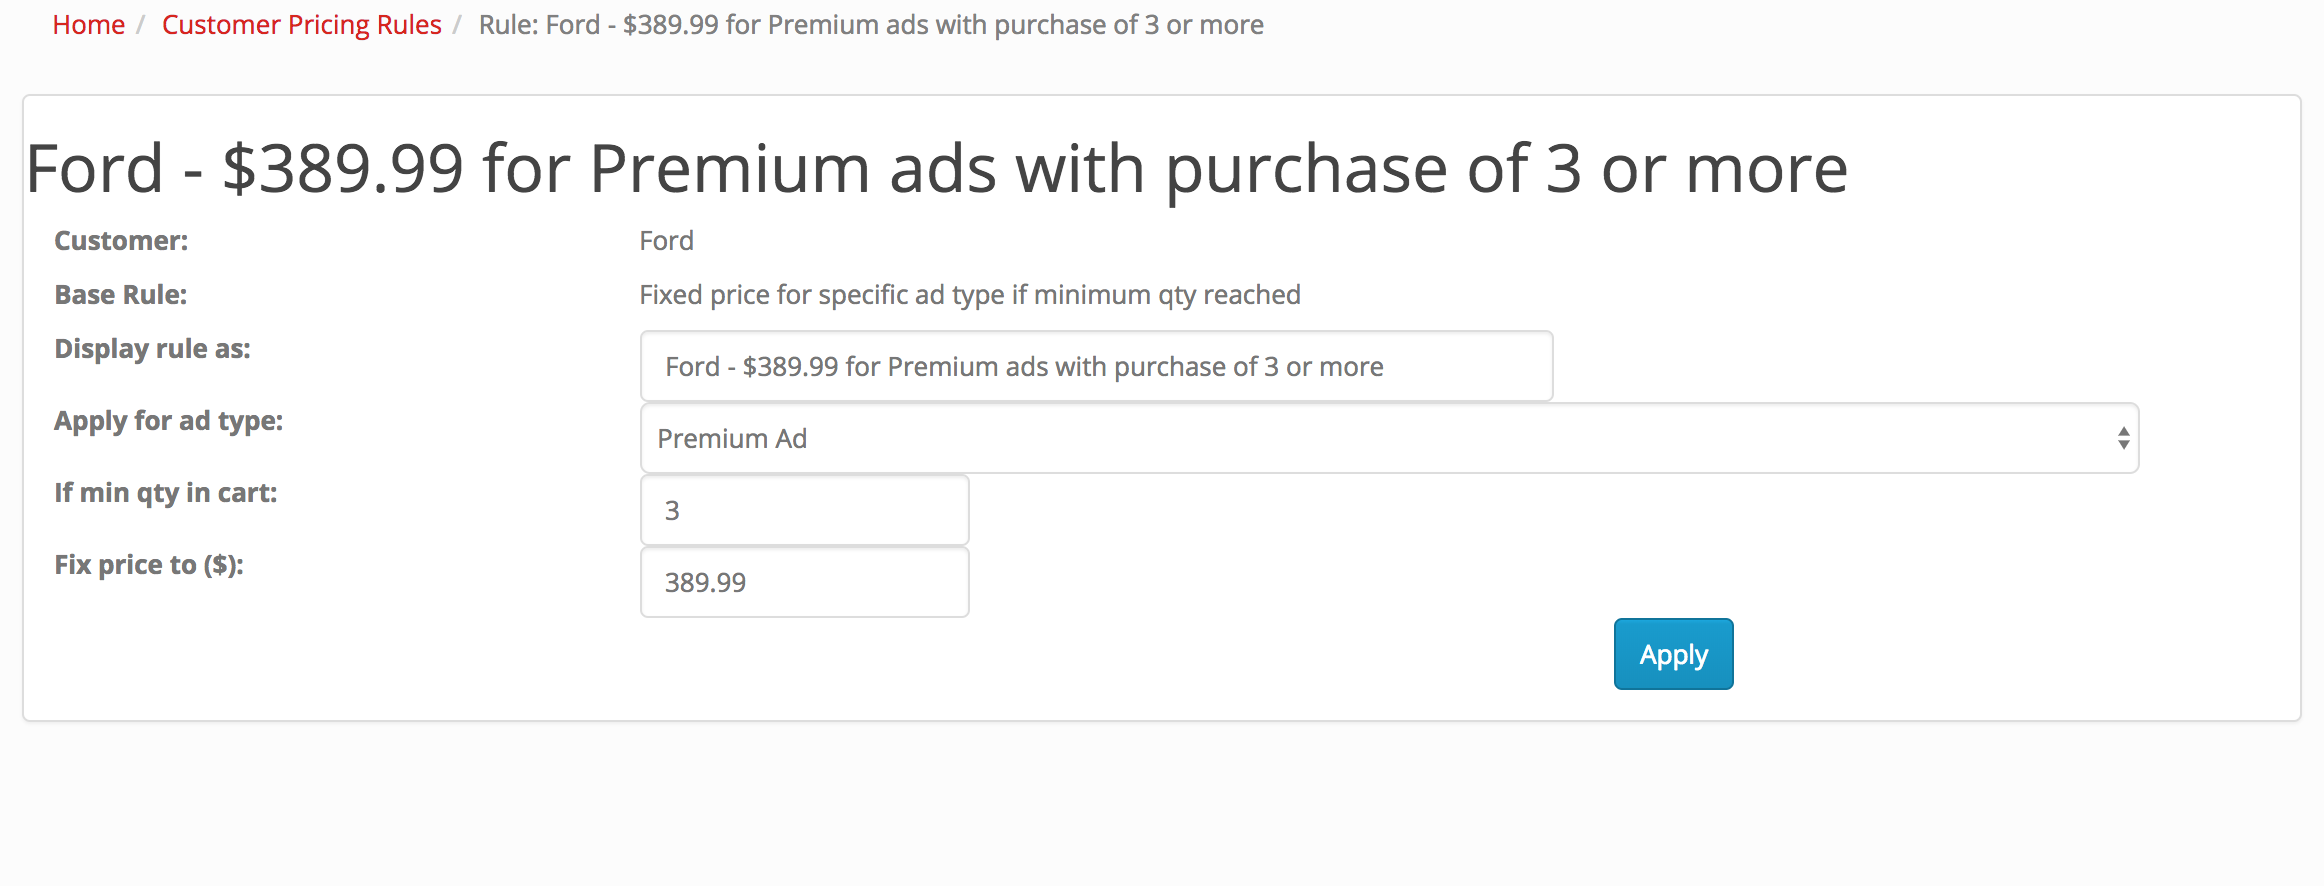 Home / Customer Pricing Rules / Rule: Ford - $389.99 for Premium ads with purchase of 3 or more
Ford - $389.99 for Premium ads with purchase of 3 or more
Customer: Ford
Base Rule: Fixed price for specific ad type if minimum qty reached
Display rule as: Ford - $389.99 for Premium ads with purchase of 3 or more
Apply for ad type: Premium Ad
If min qty in cart: 3
Fix price to ($): 389.99
Apply